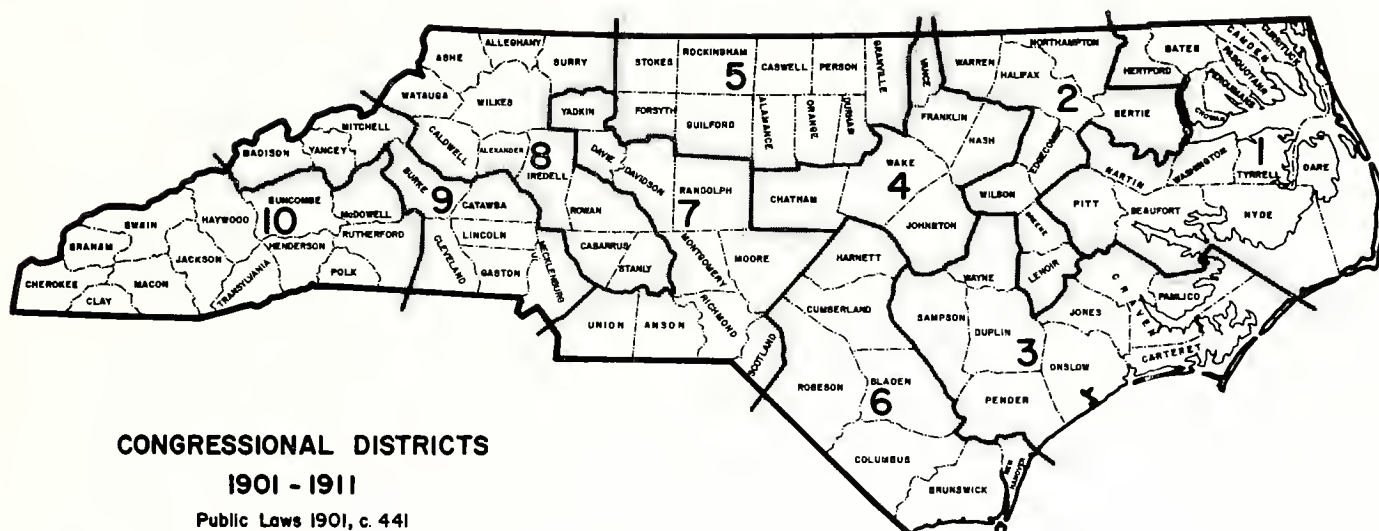 ALLEGHANY
ASHE
SURRY
STOKES
ROCKINGHAM
5
CASWELL
PERSON
GRANVILLE
VANCE
WARREN
NORTHAMPTON
HALIFAX
2
HERTFORD
GATES
CAMDEN
CURRITUCK
PASQUOTANK
PERQUIMANS
CHOWAN
BERTIE
WATAUGA
WILKES
YADKIN
FORSYTH
GUILFORD
ALAMANCE
ORANGE
DURHAM
FRANKLIN
NASH
EDGECOMBE
MITCHELL
CALDWELL
ALEXANDER
8
IREDELL
DAVIE
DAVIDSON
RANDOLPH
7
CHATHAM
WAKE
4
JOHNSTON
WILSON
MARTIN
WASHINGTON
1
TYRRELL
DARE
MADISON
YANCEY
BURKE
9
CATAWBA
ROWAN
GREENE
PITT
BEAUFORT
HYDE
BUNCOMBE
10
McDOWELL
HAYWOOD
SWAIN
GRAHAM
JACKSON
HENDERSON
RUTHERFORD
LINCOLN
CLEVELAND
GASTON
MECKLENBURG
CABARRUS
STANLY
MONTGOMERY
MOORE
HARNETT
WAYNE
LENOIR
CRAVEN
PAMLICO
JONES
CHEROKEE
CLAY
MACON
TRANSYLVANIA
POLK
UNION
ANSON
RICHMOND
SCOTLAND
CUMBERLAND
SAMPSON
DUPLIN
3
ONSLOW
CARTERET
ROBESON
BLADEN
6
PENDER
COLUMBUS
BRUNSWICK
NEW HANOVER
CONGRESSIONAL DISTRICTS
1901 - 1911
Public Laws 1901, c. 441